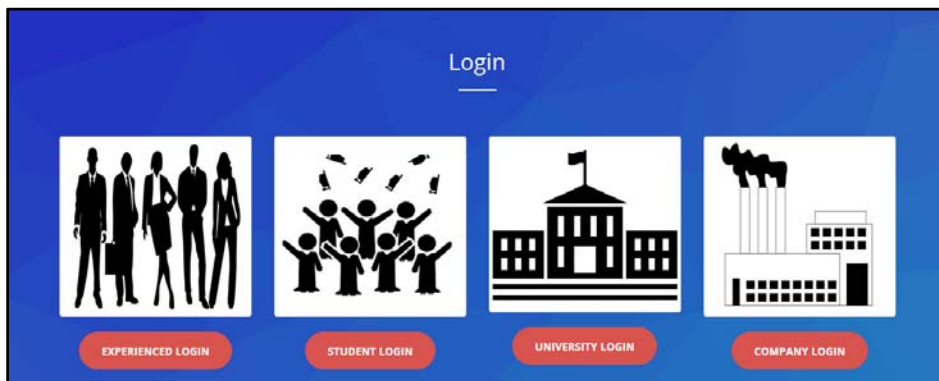 Login
EXPERIENCED LOGIN
STUDENT LOGIN
UNIVERSITY LOGIN
COMPANY LOGIN